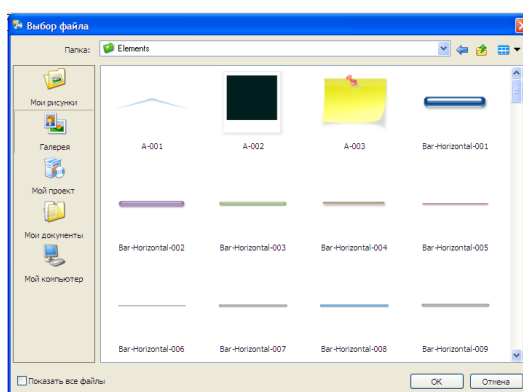 Выбор файла
Папка:
Elements
Мои рисунки
Галерея
Мой проект
Мои документы
Мой компьютер
A-001
A-002
A-003
Bar-Horizontal-001
Bar-Horizontal-002
Bar-Horizontal-003
Bar-Horizontal-004
Bar-Horizontal-005
Bar-Horizontal-006
Bar-Horizontal-007
Bar-Horizontal-008
Bar-Horizontal-009
Показать все файлы
OK
Отмена